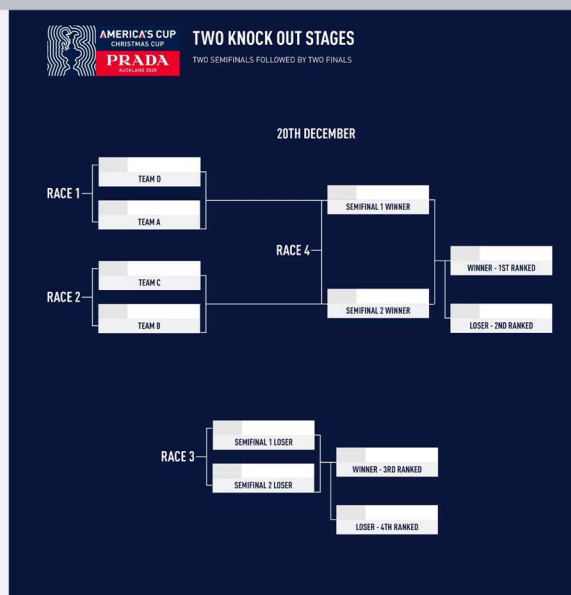 AMERICA'S CUP
CHRISTMAS CUP
PRADA
AUCKLAND 2020
TWO KNOCK OUT STAGES
TWO SEMIFINALS FOLLOWED BY TWO FINALS
20TH DECEMBER
RACE 1
TEAM D
TEAM A
RACE 2
TEAM C
TEAM B
RACE 4
SEMIFINAL 1 WINNER
SEMIFINAL 2 WINNER
WINNER - 1ST RANKED
LOSER - 2ND RANKED
RACE 3
SEMIFINAL 1 LOSER
SEMIFINAL 2 LOSER
WINNER - 3RD RANKED
LOSER - 4TH RANKED